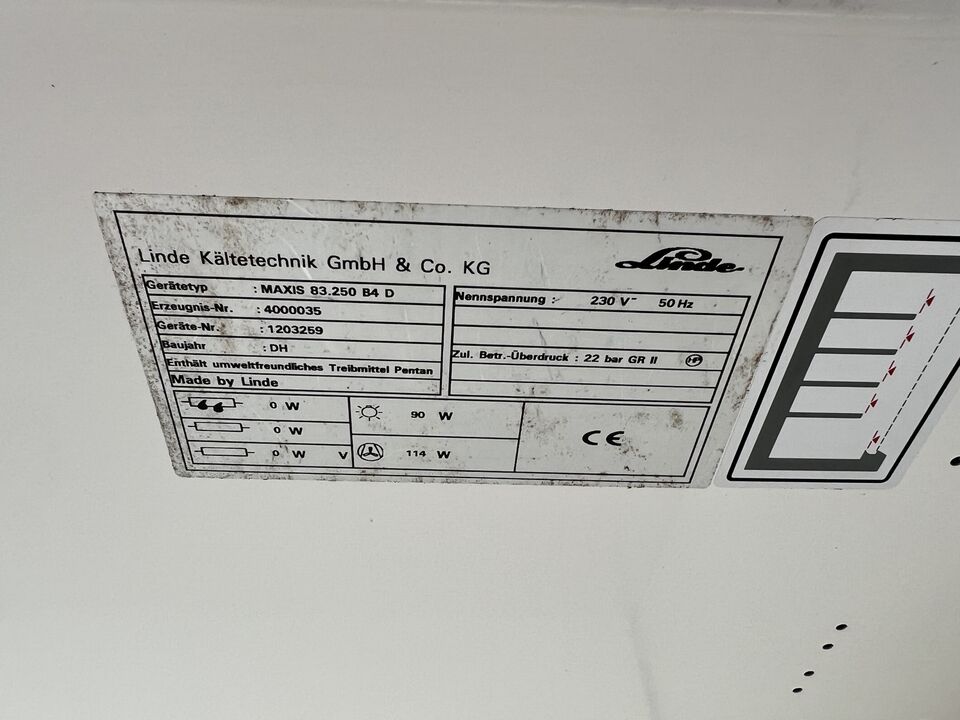 Linde Kältetechnik GmbH & Co. KG
Linde
Gerätetyp : MAXIS 83.250 B4 D
Erzeugnis-Nr. : 4000035
Geräte-Nr. : 1203259
Baujahr : DH
Enthält umweltfreundliches Treibmittel Pentan
Made by Linde
Nennspannung : 230 V~ 50 Hz
Zul. Betr.-Überdruck : 22 bar GR II HP
0 W
0 W
0 W V
90 W
114 W
CE